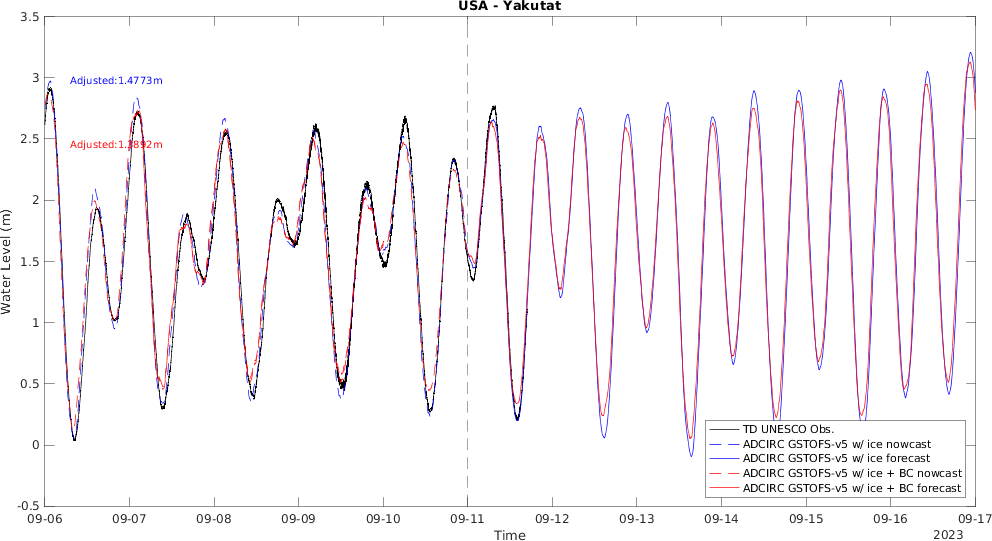 USA - Yakutat
Adjusted:1.4773m
Water Level (m)
3.5
3
2.5
2
1.5
1
0.5
0
-0.5
09-06
09-07
09-08
09-09
09-10
09-11
09-12
09-13
09-14
09-15
09-16
09-17
Time
2023
TD UNESCO Obs.
ADCIRC GSTOFS-v5 w/ ice nowcast
ADCIRC GSTOFS-v5 w/ ice forecast
ADCIRC GSTOFS-v5 w/ ice + BC nowcast
ADCIRC GSTOFS-v5 w/ ice + BC forecast